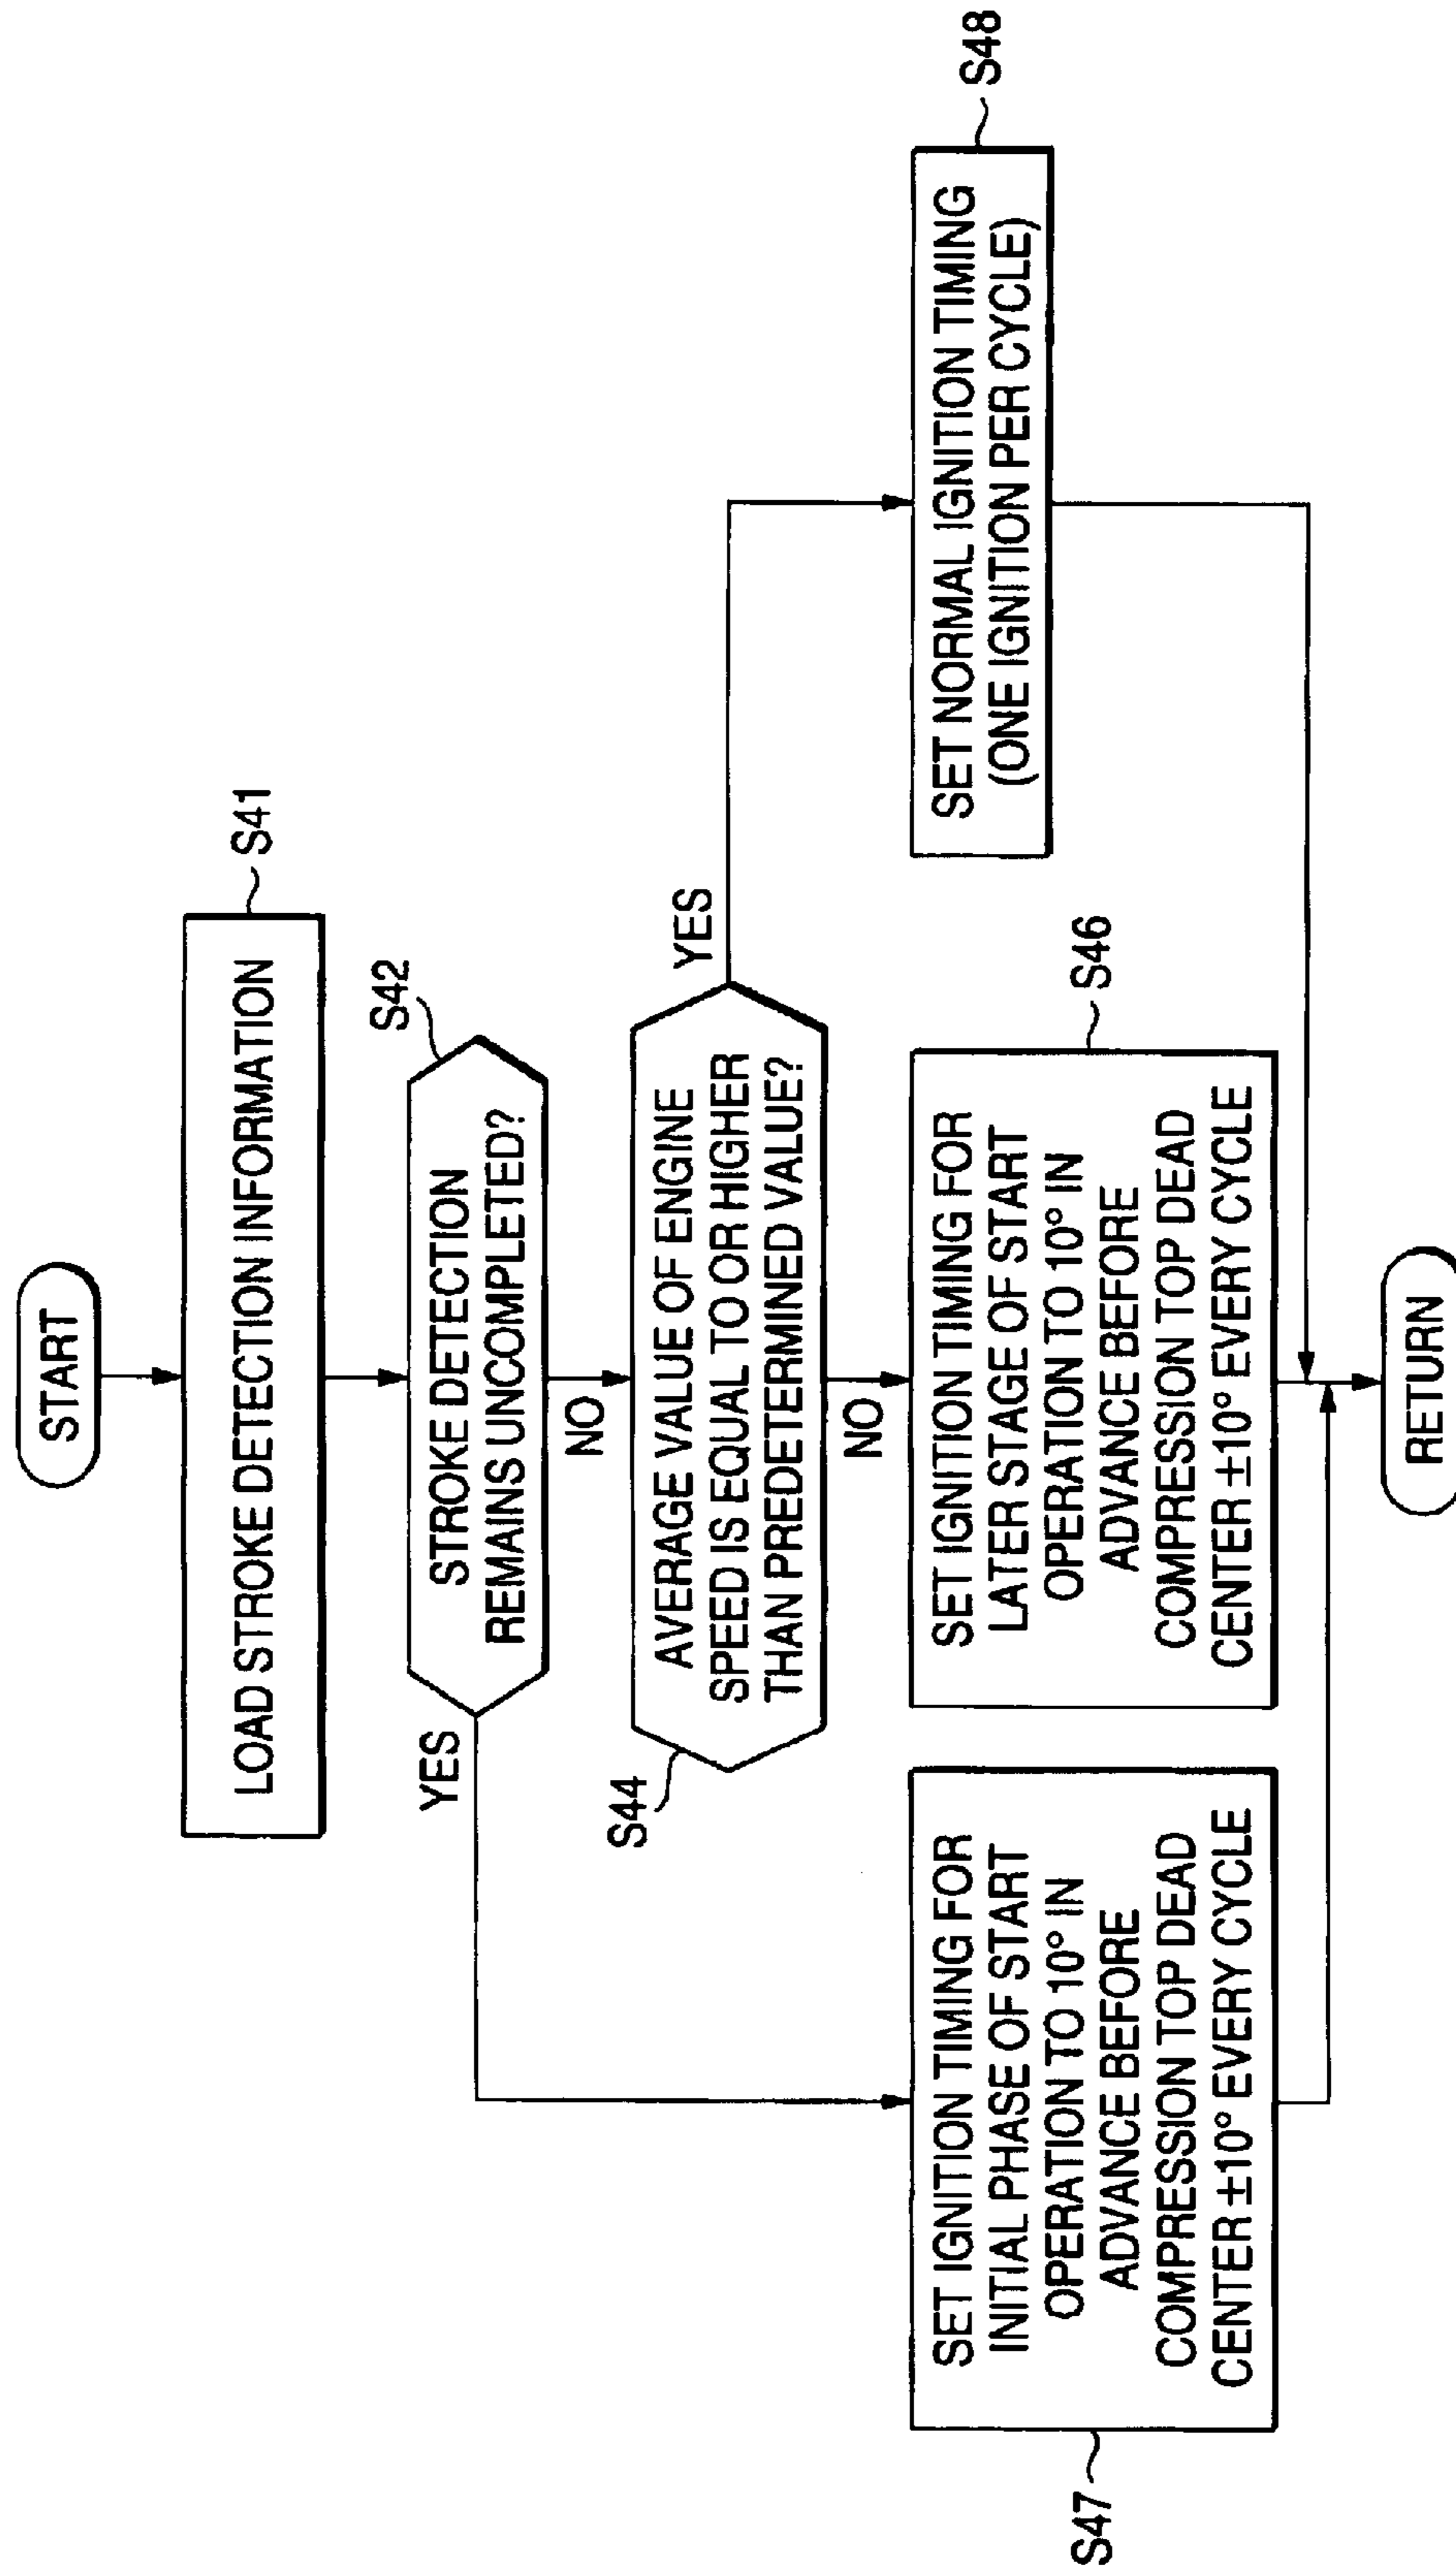 START
LOAD STROKE DETECTION INFORMATION
S41
STROKE DETECTION
REMAINS UNCOMPLETED?
S42
YES
NO
AVERAGE VALUE OF ENGINE
SPEED IS EQUAL TO OR HIGHER
THAN PREDETERMINED VALUE?
S44
YES
NO
SET IGNITION TIMING FOR
INITIAL PHASE OF START
OPERATION TO 10° IN
ADVANCE BEFORE
COMPRESSION TOP DEAD
CENTER ±10° EVERY CYCLE
S47
SET IGNITION TIMING FOR
LATER STAGE OF START
OPERATION TO 10° IN
ADVANCE BEFORE
COMPRESSION TOP DEAD
CENTER ±10° EVERY CYCLE
S46
SET NORMAL IGNITION TIMING
(ONE IGNITION PER CYCLE)
S48
RETURN